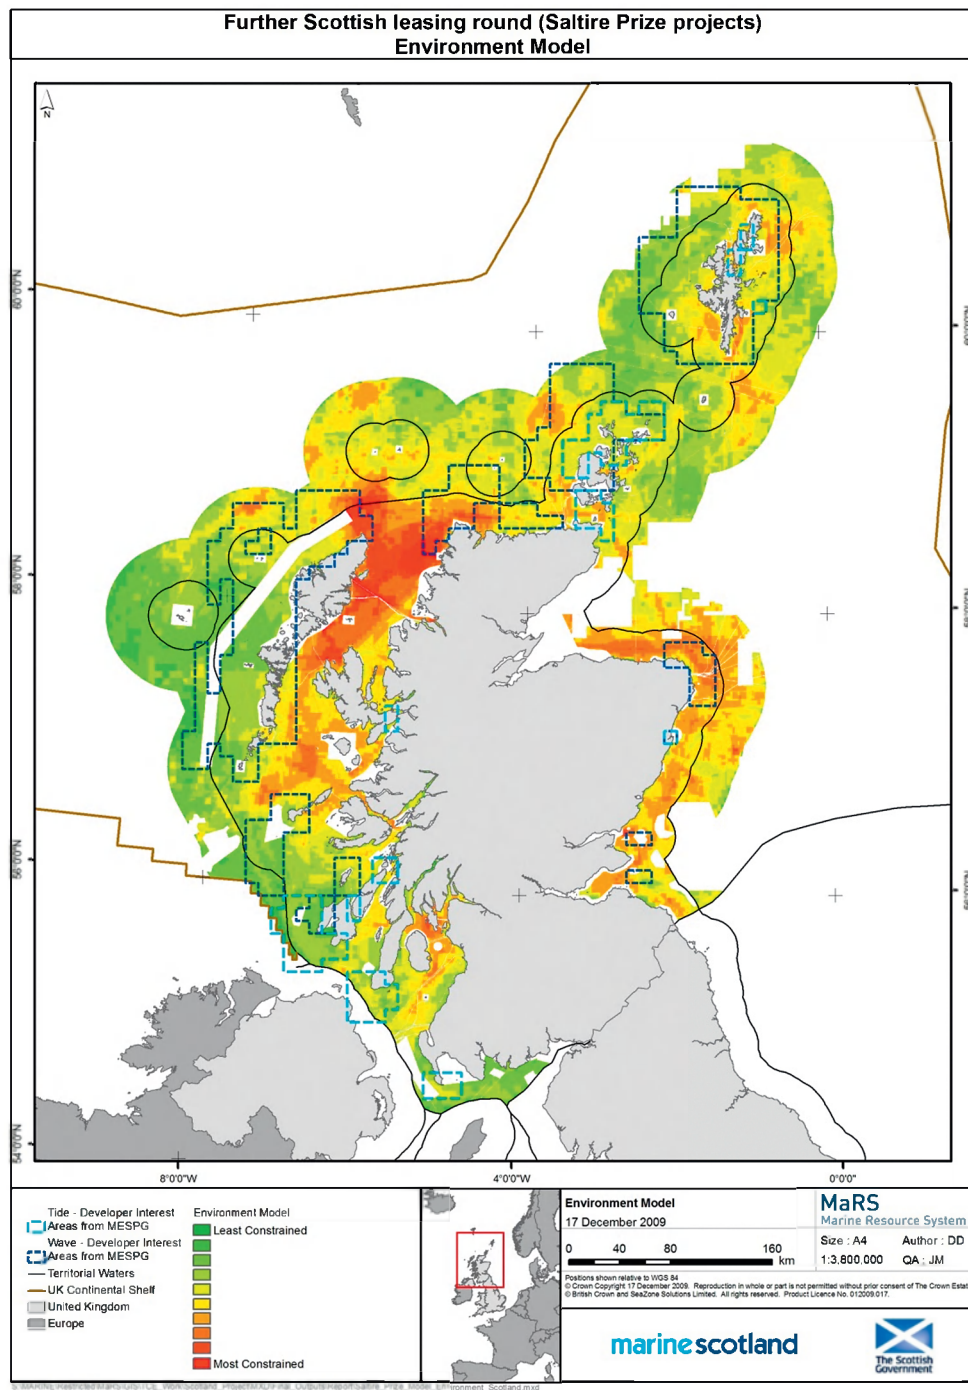 Further Scottish leasing round (Saltire Prize projects)
Environment Model
N
60°0'0"N
58°0'0"N
56°0'0"N
54°0'0"N
8°0'0"W
4°0'0"W
0°0'0"
Tide - Developer Interest
Areas from MESPG
Wave - Developer Interest
Areas from MESPG
Territorial Waters
UK Continental Shelf
United Kingdom
Europe
Environment Model
Least Constrained
Most Constrained
Environment Model
17 December 2009
0 40 80 160
km
MaRS
Marine Resource System
Size : A4 Author : DD
1:3,800,000 QA : JM
Positions shown relative to WGS 84
© Crown Copyright 17 December 2009. Reproduction in whole or part is not permitted without prior consent of The Crown Estat
© British Crown and SeaZone Solutions Limited. All rights reserved. Product Licence No. 012009.017.
marinescotland
The Scottish
Government